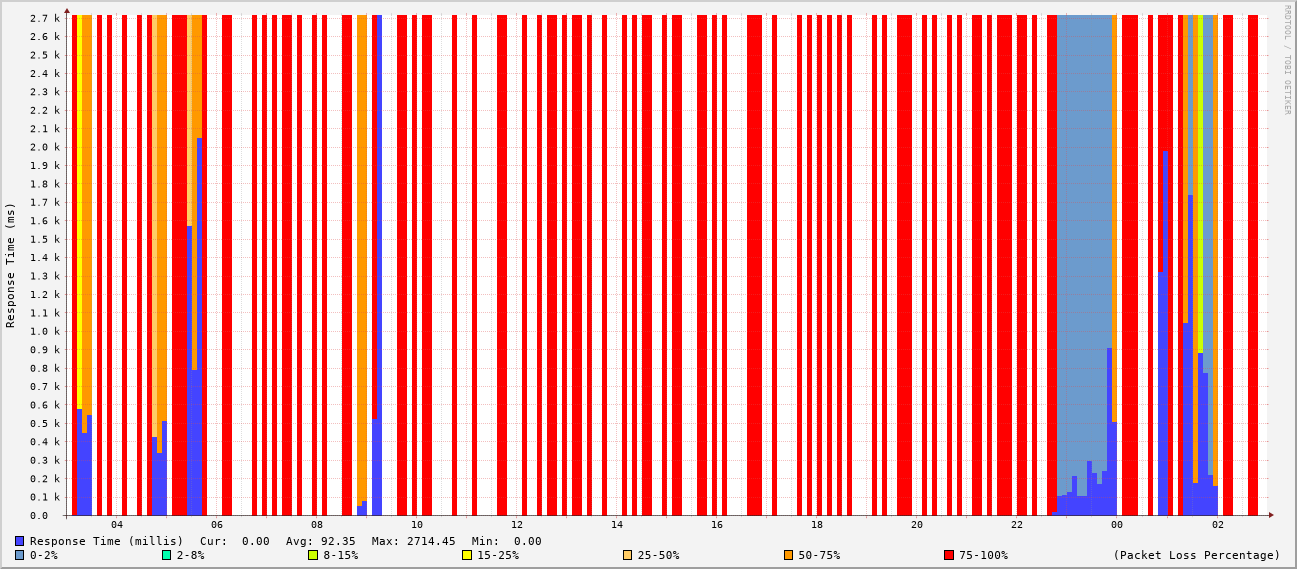 RRDTOOL / TOBI OETIKER
Response Time (ms)
2.7 k
2.6 k
2.5 k
2.4 k
2.3 k
2.2 k
2.1 k
2.0 k
1.9 k
1.8 k
1.7 k
1.6 k
1.5 k
1.4 k
1.3 k
1.2 k
1.1 k
1.0 k
0.9 k
0.8 k
0.7 k
0.6 k
0.5 k
0.4 k
0.3 k
0.2 k
0.1 k
0.0
04 06 08 10 12 14 16 18 20 22 00 02
Response Time (millis) Cur: 0.00 Avg: 92.35 Max: 2714.45 Min: 0.00
0-2% 2-8% 8-15% 15-25% 25-50% 50-75% 75-100% (Packet Loss Percentage)